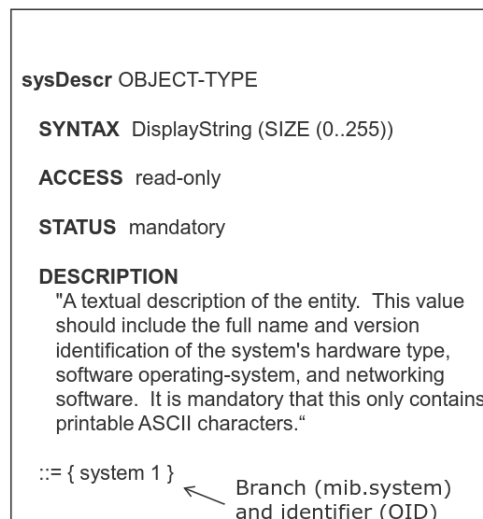 sysDescr OBJECT-TYPE
SYNTAX DisplayString (SIZE (0..255))
ACCESS read-only
STATUS mandatory
DESCRIPTION
"A textual description of the entity. This value
should include the full name and version
identification of the system's hardware type,
software operating-system, and networking
software. It is mandatory that this only contains
printable ASCII characters.“
::= { system 1 }
Branch (mib.system)
and identifier (OID)